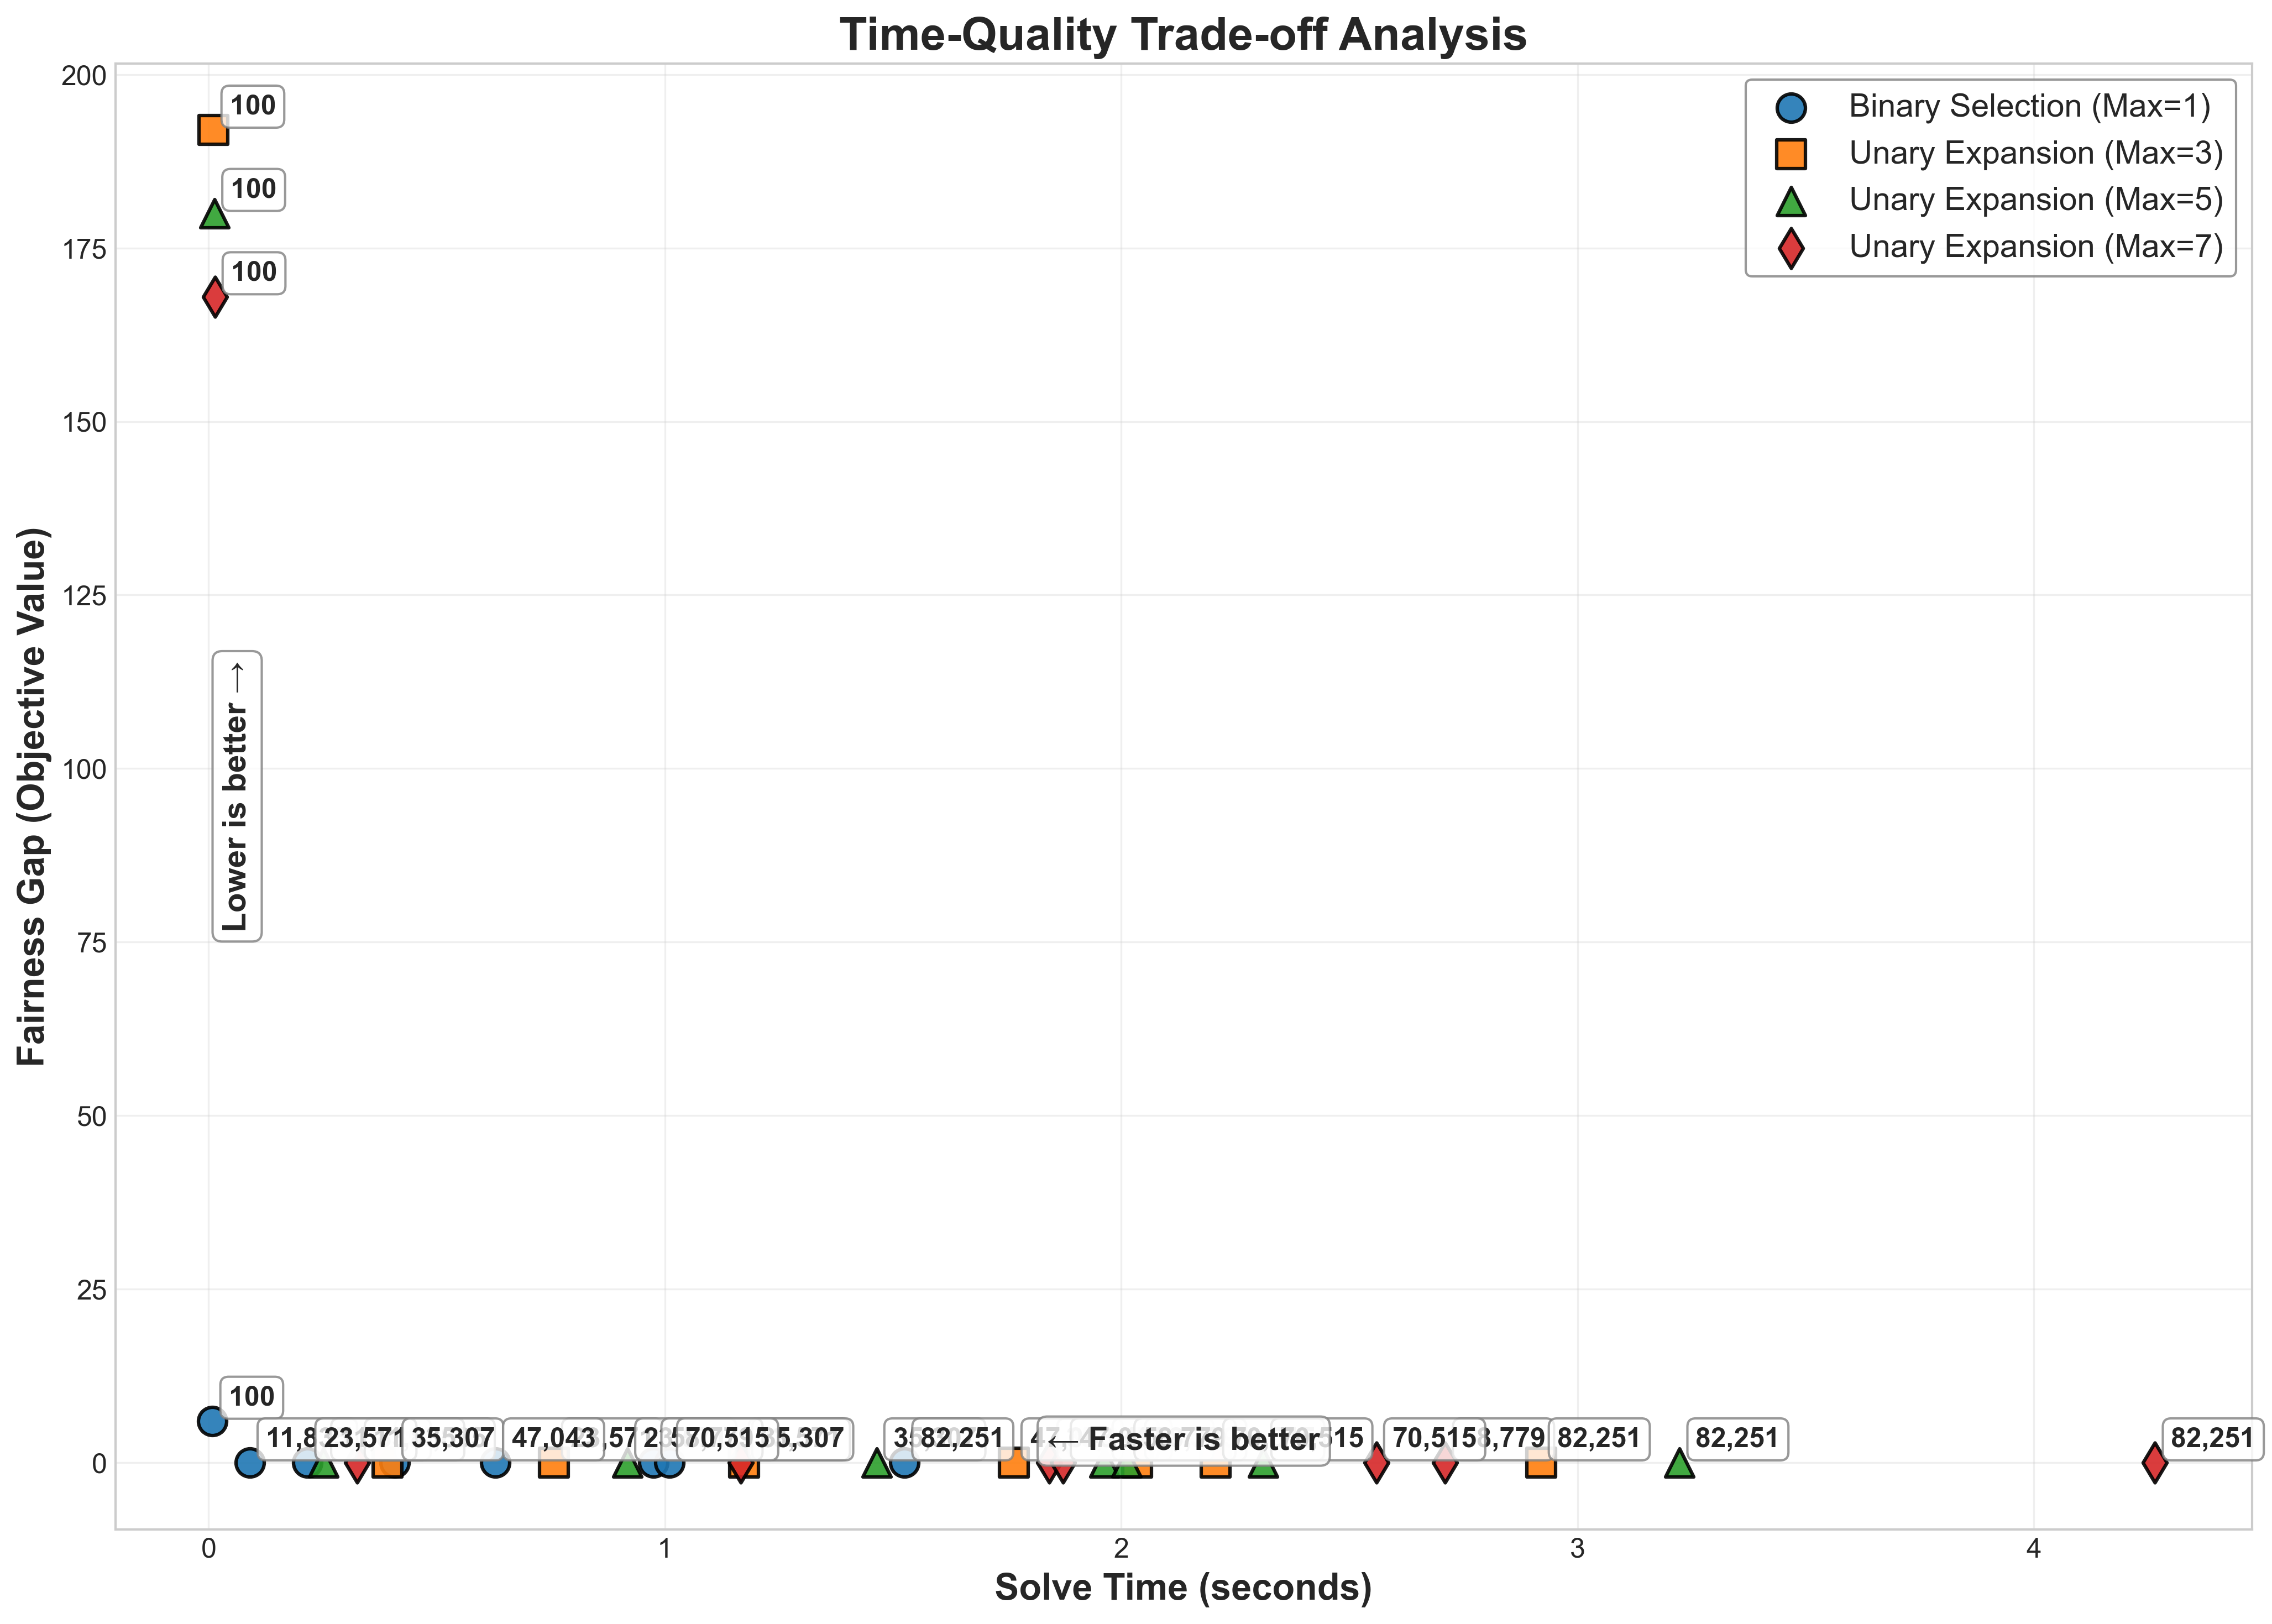 Time-Quality Trade-off Analysis
200
175
150
125
100
75
50
25
0
Fairness Gap (Objective Value)
100
100
100
Lower is better →
Binary Selection (Max=1)
Unary Expansion (Max=3)
Unary Expansion (Max=5)
Unary Expansion (Max=7)
100
23,571 35,307 47,043 70,515 82,251 ← Faster is better 70,515 82,251 82,251 82,251
0 1 2 3 4
Solve Time (seconds)